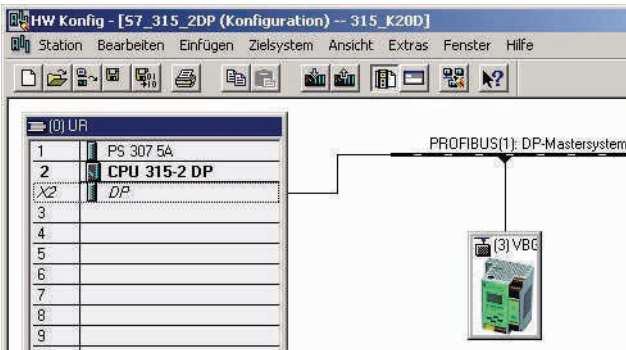 HW Konfig - [S7_315_2DP (Konfiguration) -- 315_K20D]
Station Bearbeiten Einfügen Zielsystem Ansicht Extras Fenster Hilfe
(0) UR
1 PS 307 5A
2 CPU 315-2 DP
X2 DP
3
4
5
6
7
8
9
PROFIBUS(1): DP-Mastersystem
(3) VBG